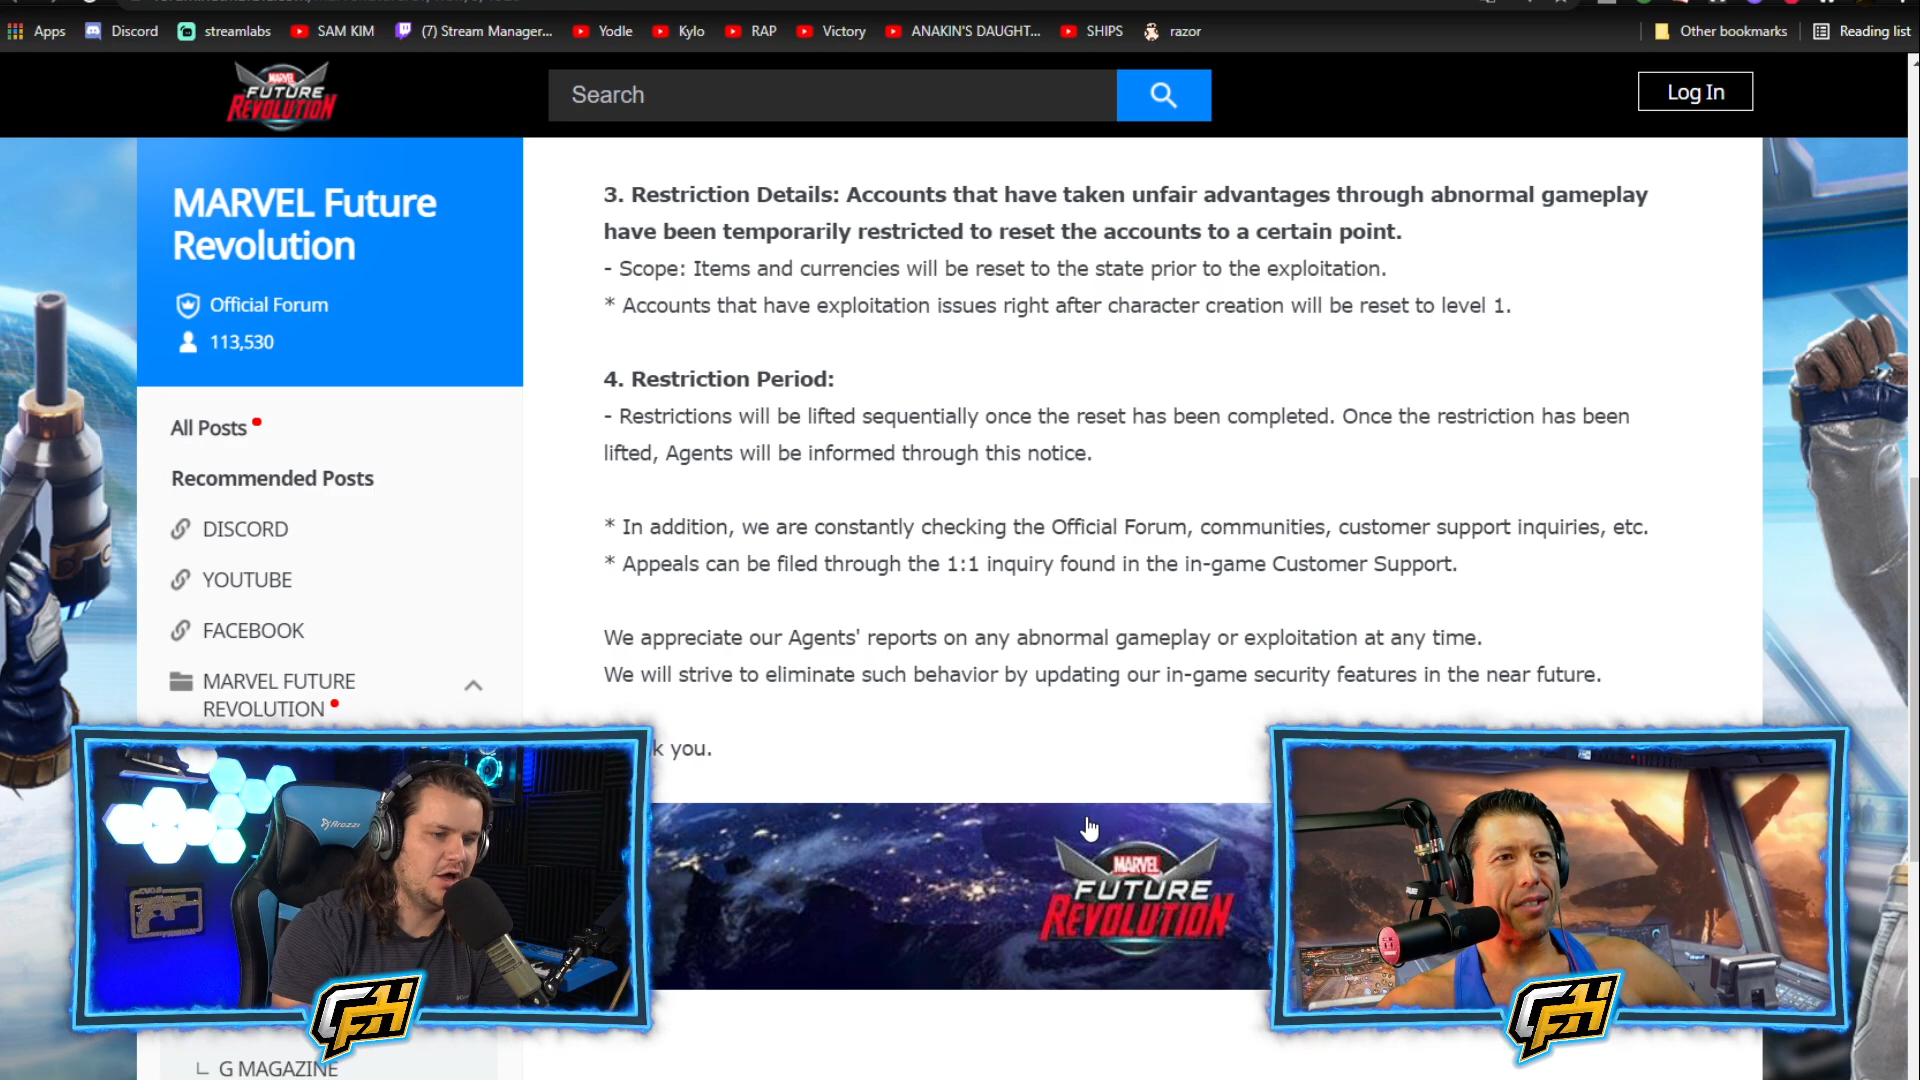 Apps
Discord
streamlabs
SAM KIM
(7) Stream Manager...
Yodle
Kylo
RAP
Victory
ANAKIN'S DAUGHT...
SHIPS
razor
Other bookmarks
Reading list
MARVEL
FUTURE
REVOLUTION
Search
Log In
MARVEL Future
Revolution
Official Forum
113,530
All Posts
Recommended Posts
DISCORD
YOUTUBE
FACEBOOK
MARVEL FUTURE
REVOLUTION
G MAGAZINE
3. Restriction Details: Accounts that have taken unfair advantages through abnormal gameplay
have been temporarily restricted to reset the accounts to a certain point.
- Scope: Items and currencies will be reset to the state prior to the exploitation.
* Accounts that have exploitation issues right after character creation will be reset to level 1.
4. Restriction Period:
- Restrictions will be lifted sequentially once the reset has been completed. Once the restriction has been
lifted, Agents will be informed through this notice.
* In addition, we are constantly checking the Official Forum, communities, customer support inquiries, etc.
* Appeals can be filed through the 1:1 inquiry found in the in-game Customer Support.
We appreciate our Agents' reports on any abnormal gameplay or exploitation at any time.
We will strive to eliminate such behavior by updating our in-game security features in the near future.
k you.
MARVEL
FUTURE
REVOLUTION
Arozzi